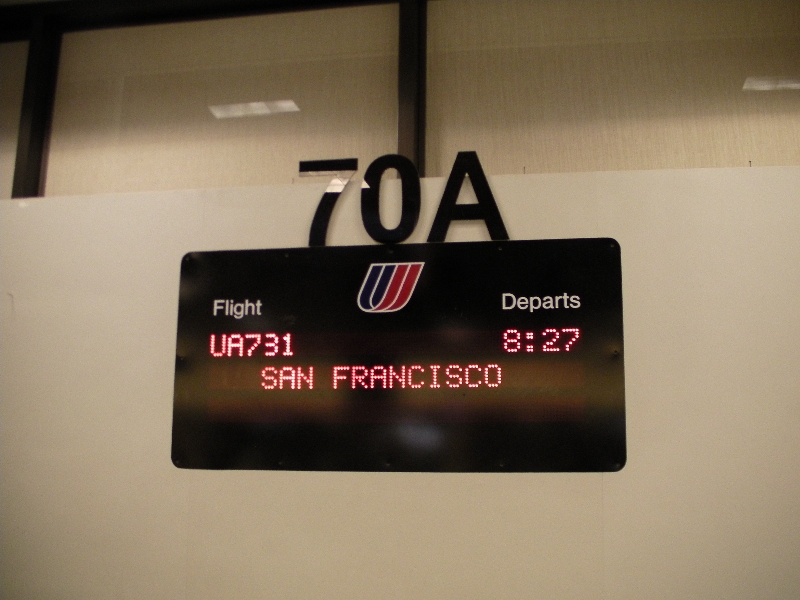 70A
Flight Departs
UA731 8:27
SAN FRANCISCO